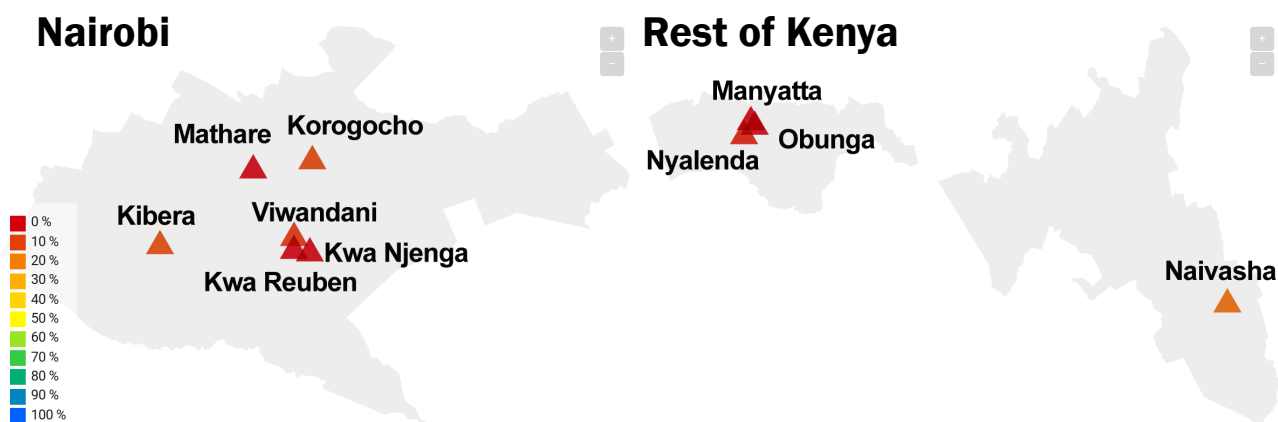 Nairobi
+
−
Mathare
Korogocho
Kibera
Viwandani
Kwa Njenga
Kwa Reuben
0 %
10 %
20 %
30 %
40 %
50 %
60 %
70 %
80 %
90 %
100 %
Rest of Kenya
+
−
Manyatta
Obunga
Nyalenda
Naivasha